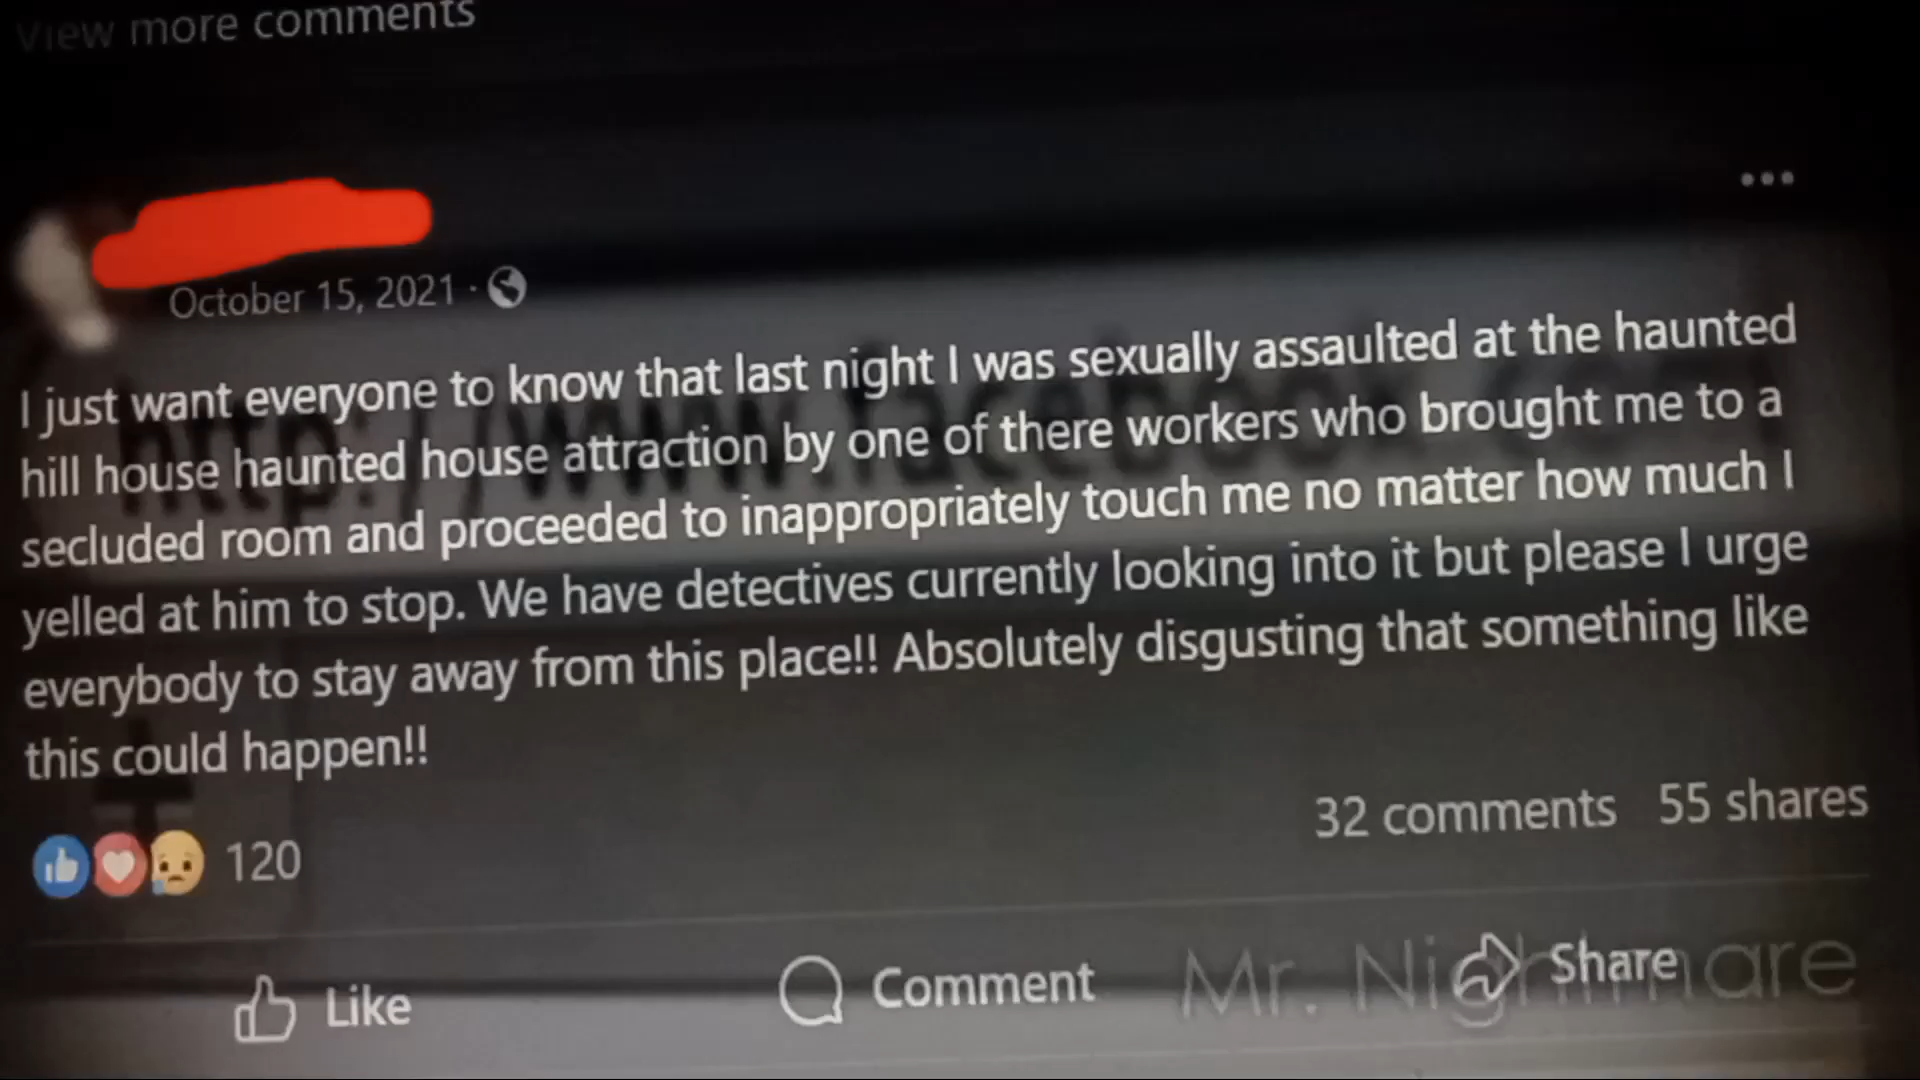 View more comments
October 15, 2021 ·
I just want everyone to know that last night I was sexually assaulted at the haunted
hill house haunted house attraction by one of there workers who brought me to a
secluded room and proceeded to inappropriately touch me no matter how much I
yelled at him to stop. We have detectives currently looking into it but please I urge
everybody to stay away from this place!! Absolutely disgusting that something like
this could happen!!
120
32 comments 55 shares
Like
Comment
Share
Mr. Nightmare
http://www.facebook.com